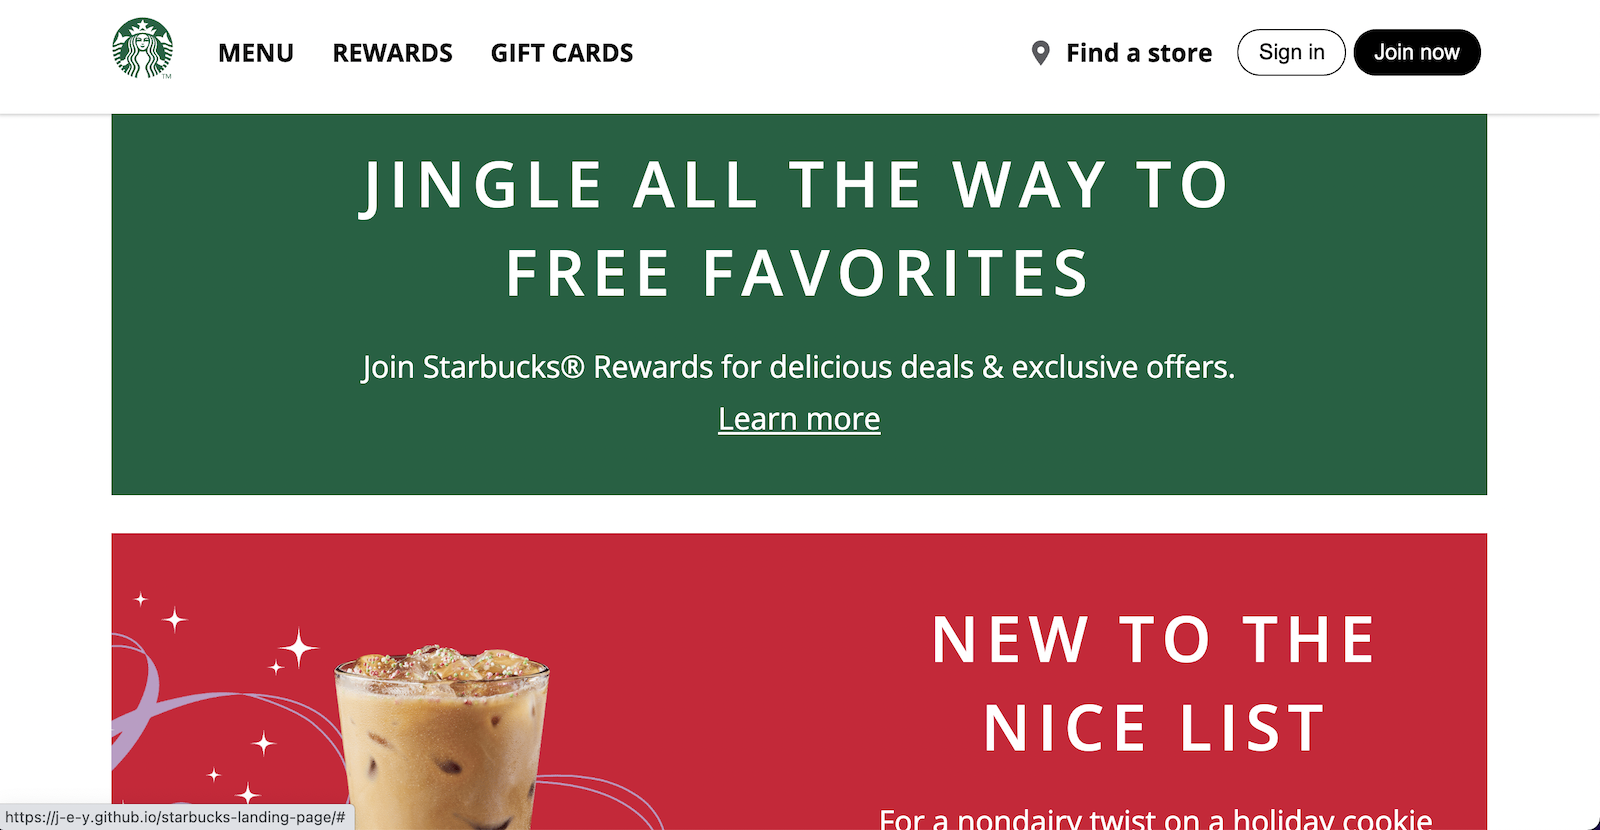 MENU REWARDS GIFT CARDS Find a store Sign in Join now
TM
JINGLE ALL THE WAY TO
FREE FAVORITES
Join Starbucks® Rewards for delicious deals & exclusive offers.
Learn more
NEW TO THE
NICE LIST
For a nondairy twist on a holiday cookie
https://j-e-y.github.io/starbucks-landing-page/#